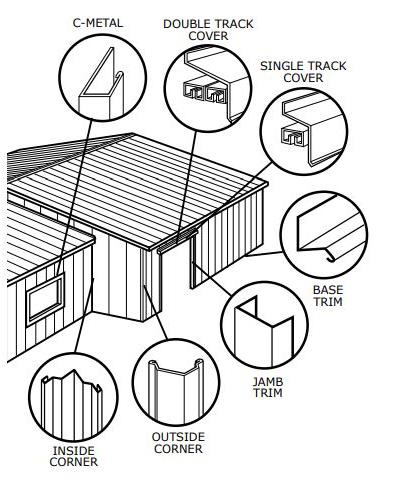 C-METAL
DOUBLE TRACK
COVER
SINGLE TRACK
COVER
BASE
TRIM
JAMB
TRIM
OUTSIDE
CORNER
INSIDE
CORNER